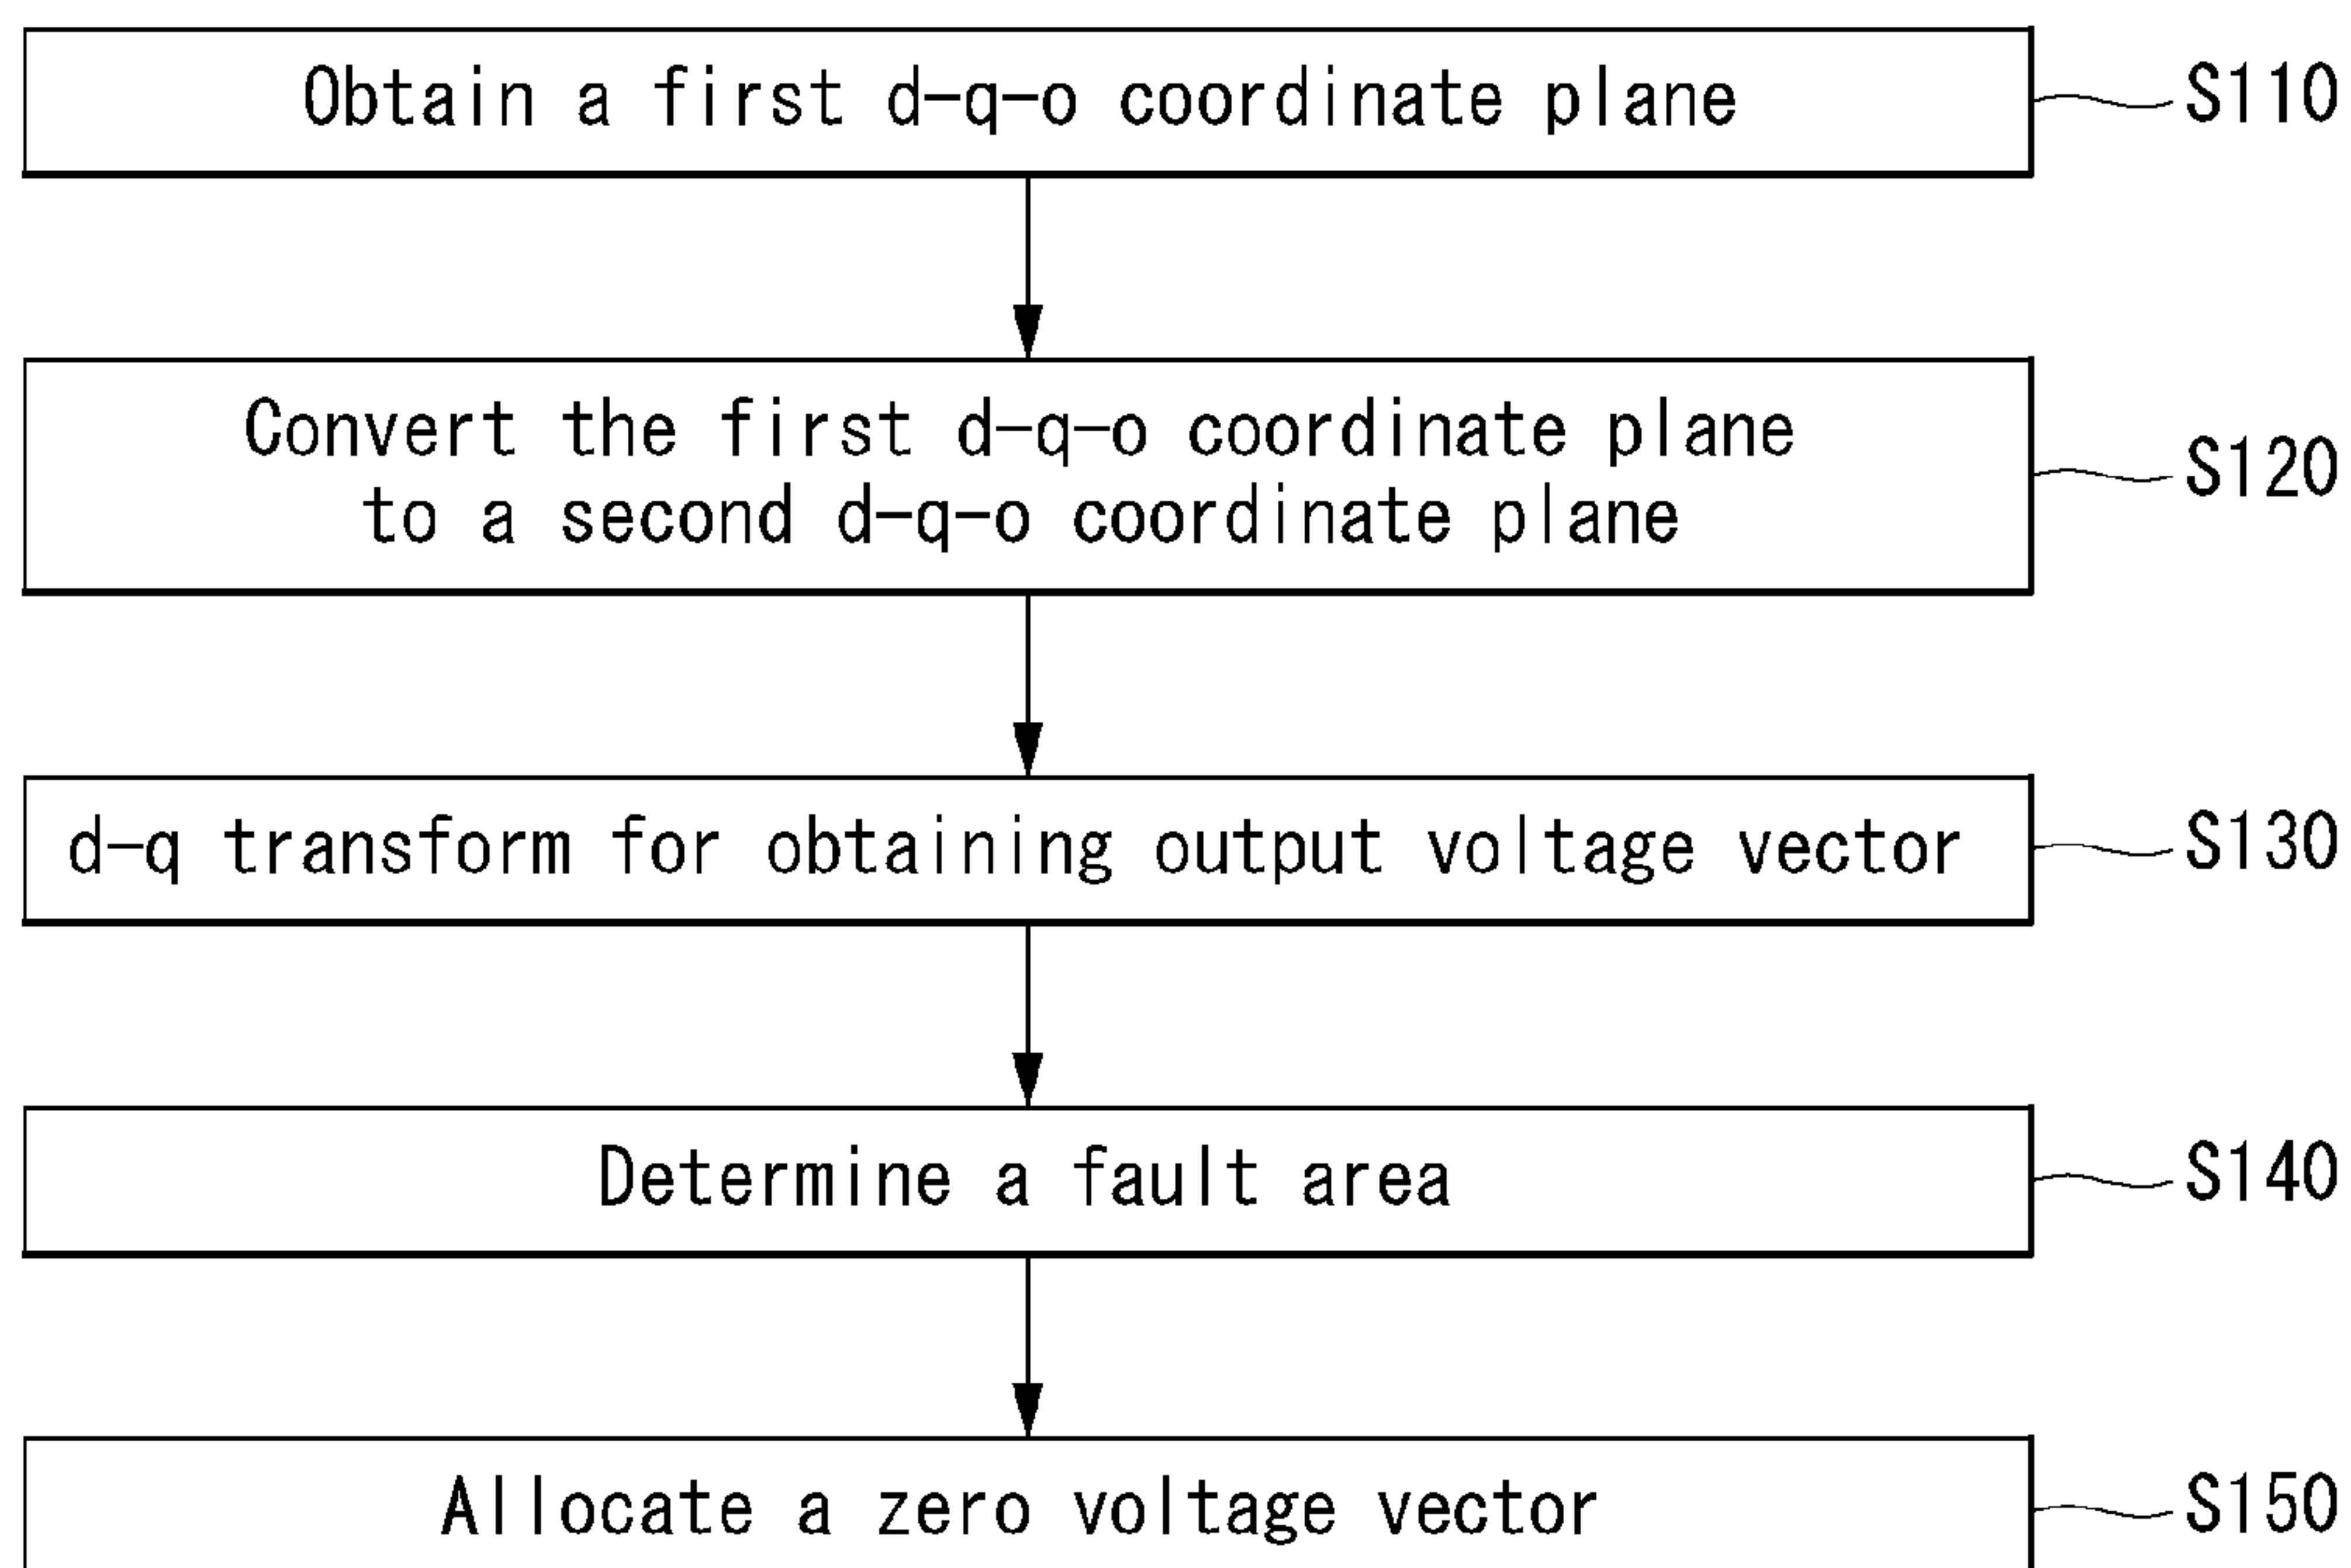 Obtain a first d-q-o coordinate plane
S110
Convert the first d-q-o coordinate plane
to a second d-q-o coordinate plane
S120
d-q transform for obtaining output voltage vector
S130
Determine a fault area
S140
Allocate a zero voltage vector
S150